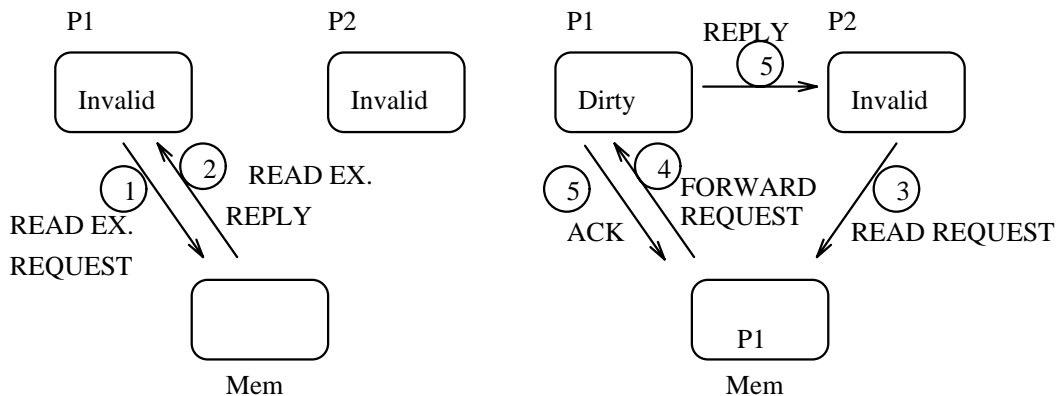 P1
P2
Invalid
Invalid
1
2
READ EX.
REQUEST
READ EX.
REPLY
Mem
P1
P2
REPLY
5
Dirty
Invalid
5
ACK
4
FORWARD
REQUEST
3
READ REQUEST
P1
Mem